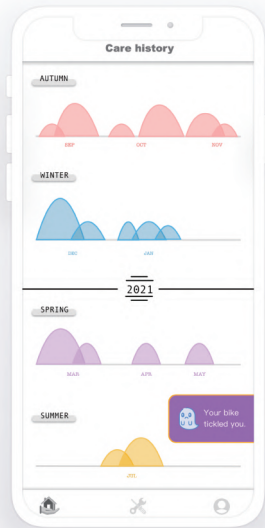 Care history
AUTUMN
SEP OCT NOV
WINTER
DEC JAN
2021
SPRING
MAR APR MAY
Your bike
tickled you.
SUMMER
JUL